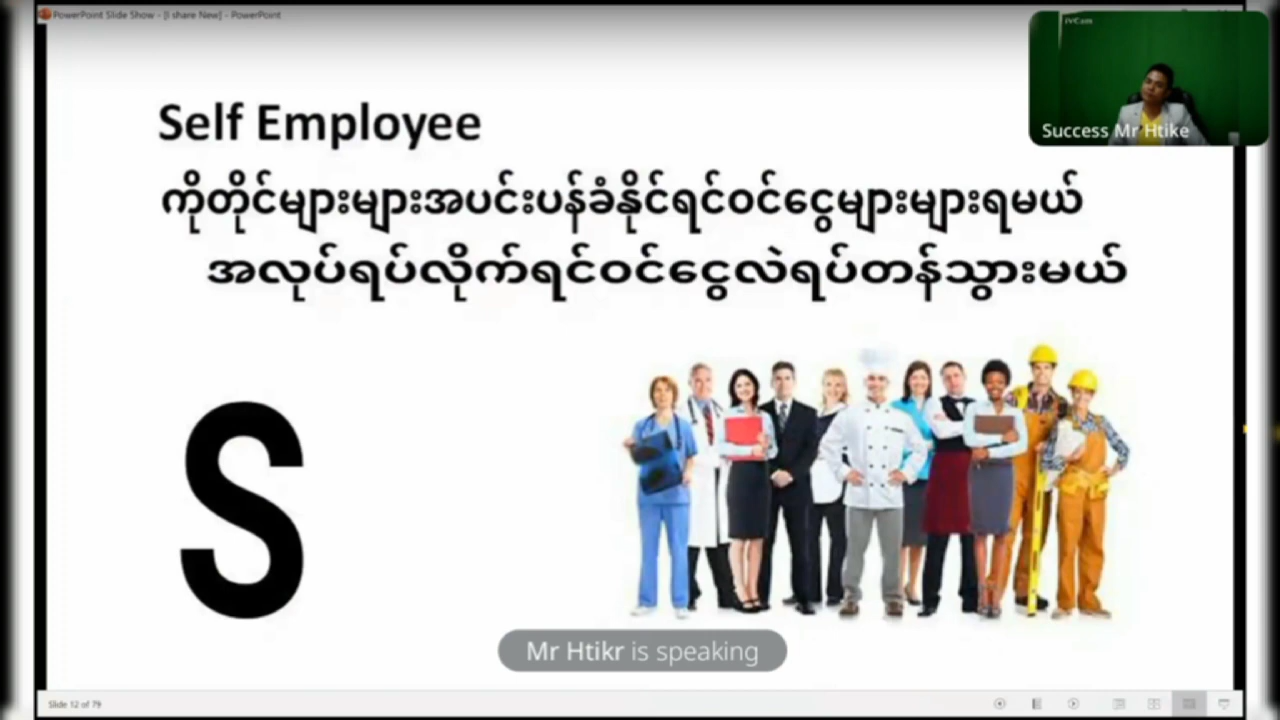 PowerPoint Slide Show - [I share New] - PowerPoint
iVCam
Success Mr Htike
Self Employee
ကိုတိုင်များများအပင်းပန်ခံနိုင်ရင်ဝင်ငွေများများရမယ်
အလုပ်ရပ်လိုက်ရင်ဝင်ငွေလဲရပ်တန်သွားမယ်
S
Mr Htikr is speaking
Slide 12 of 79